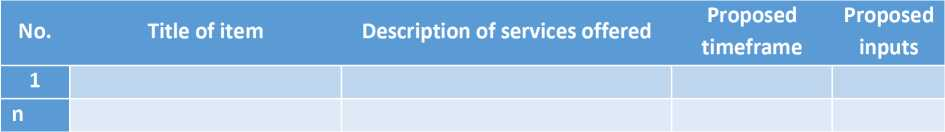 No. Title of item Description of services offered Proposed timeframe Proposed inputs
1
n